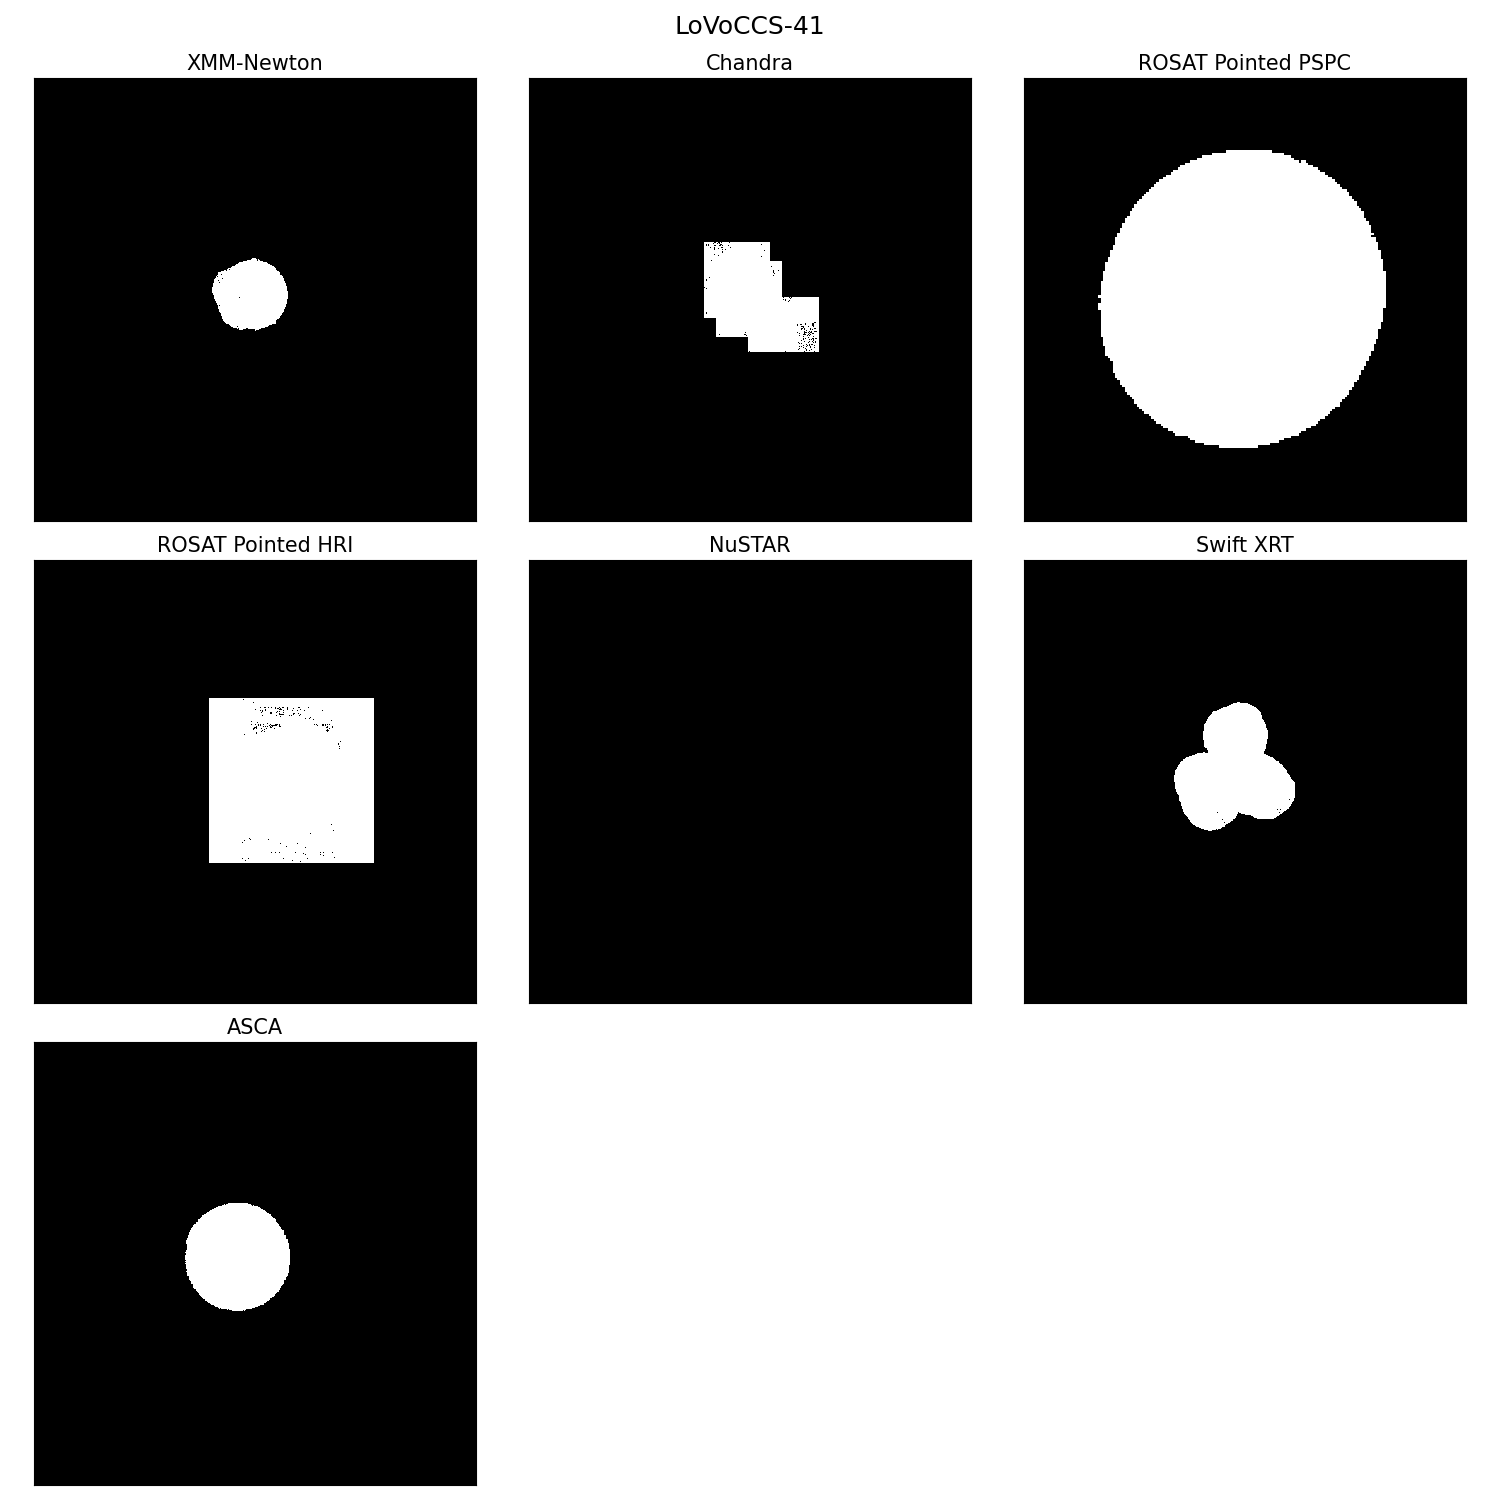 LoVoCCS-41
XMM-Newton
Chandra
ROSAT Pointed PSPC
ROSAT Pointed HRI
NuSTAR
Swift XRT
ASCA